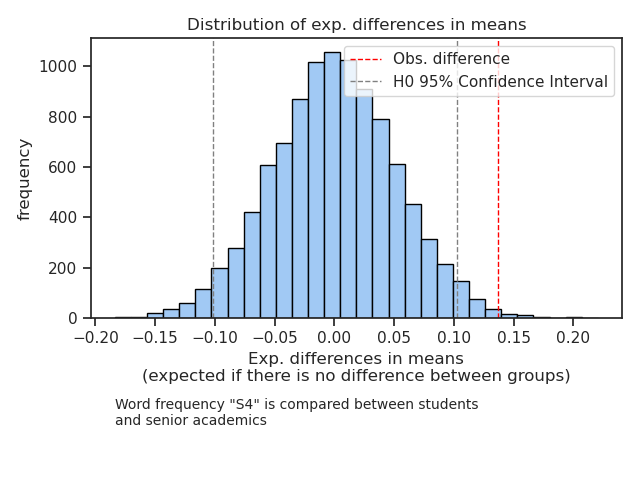 Distribution of exp. differences in means
Obs. difference
H0 95% Confidence Interval
frequency
1000
800
600
400
200
0
−0.20 −0.15 −0.10 −0.05 0.00 0.05 0.10 0.15 0.20
Exp. differences in means
(expected if there is no difference between groups)
Word frequency "S4" is compared between students
and senior academics